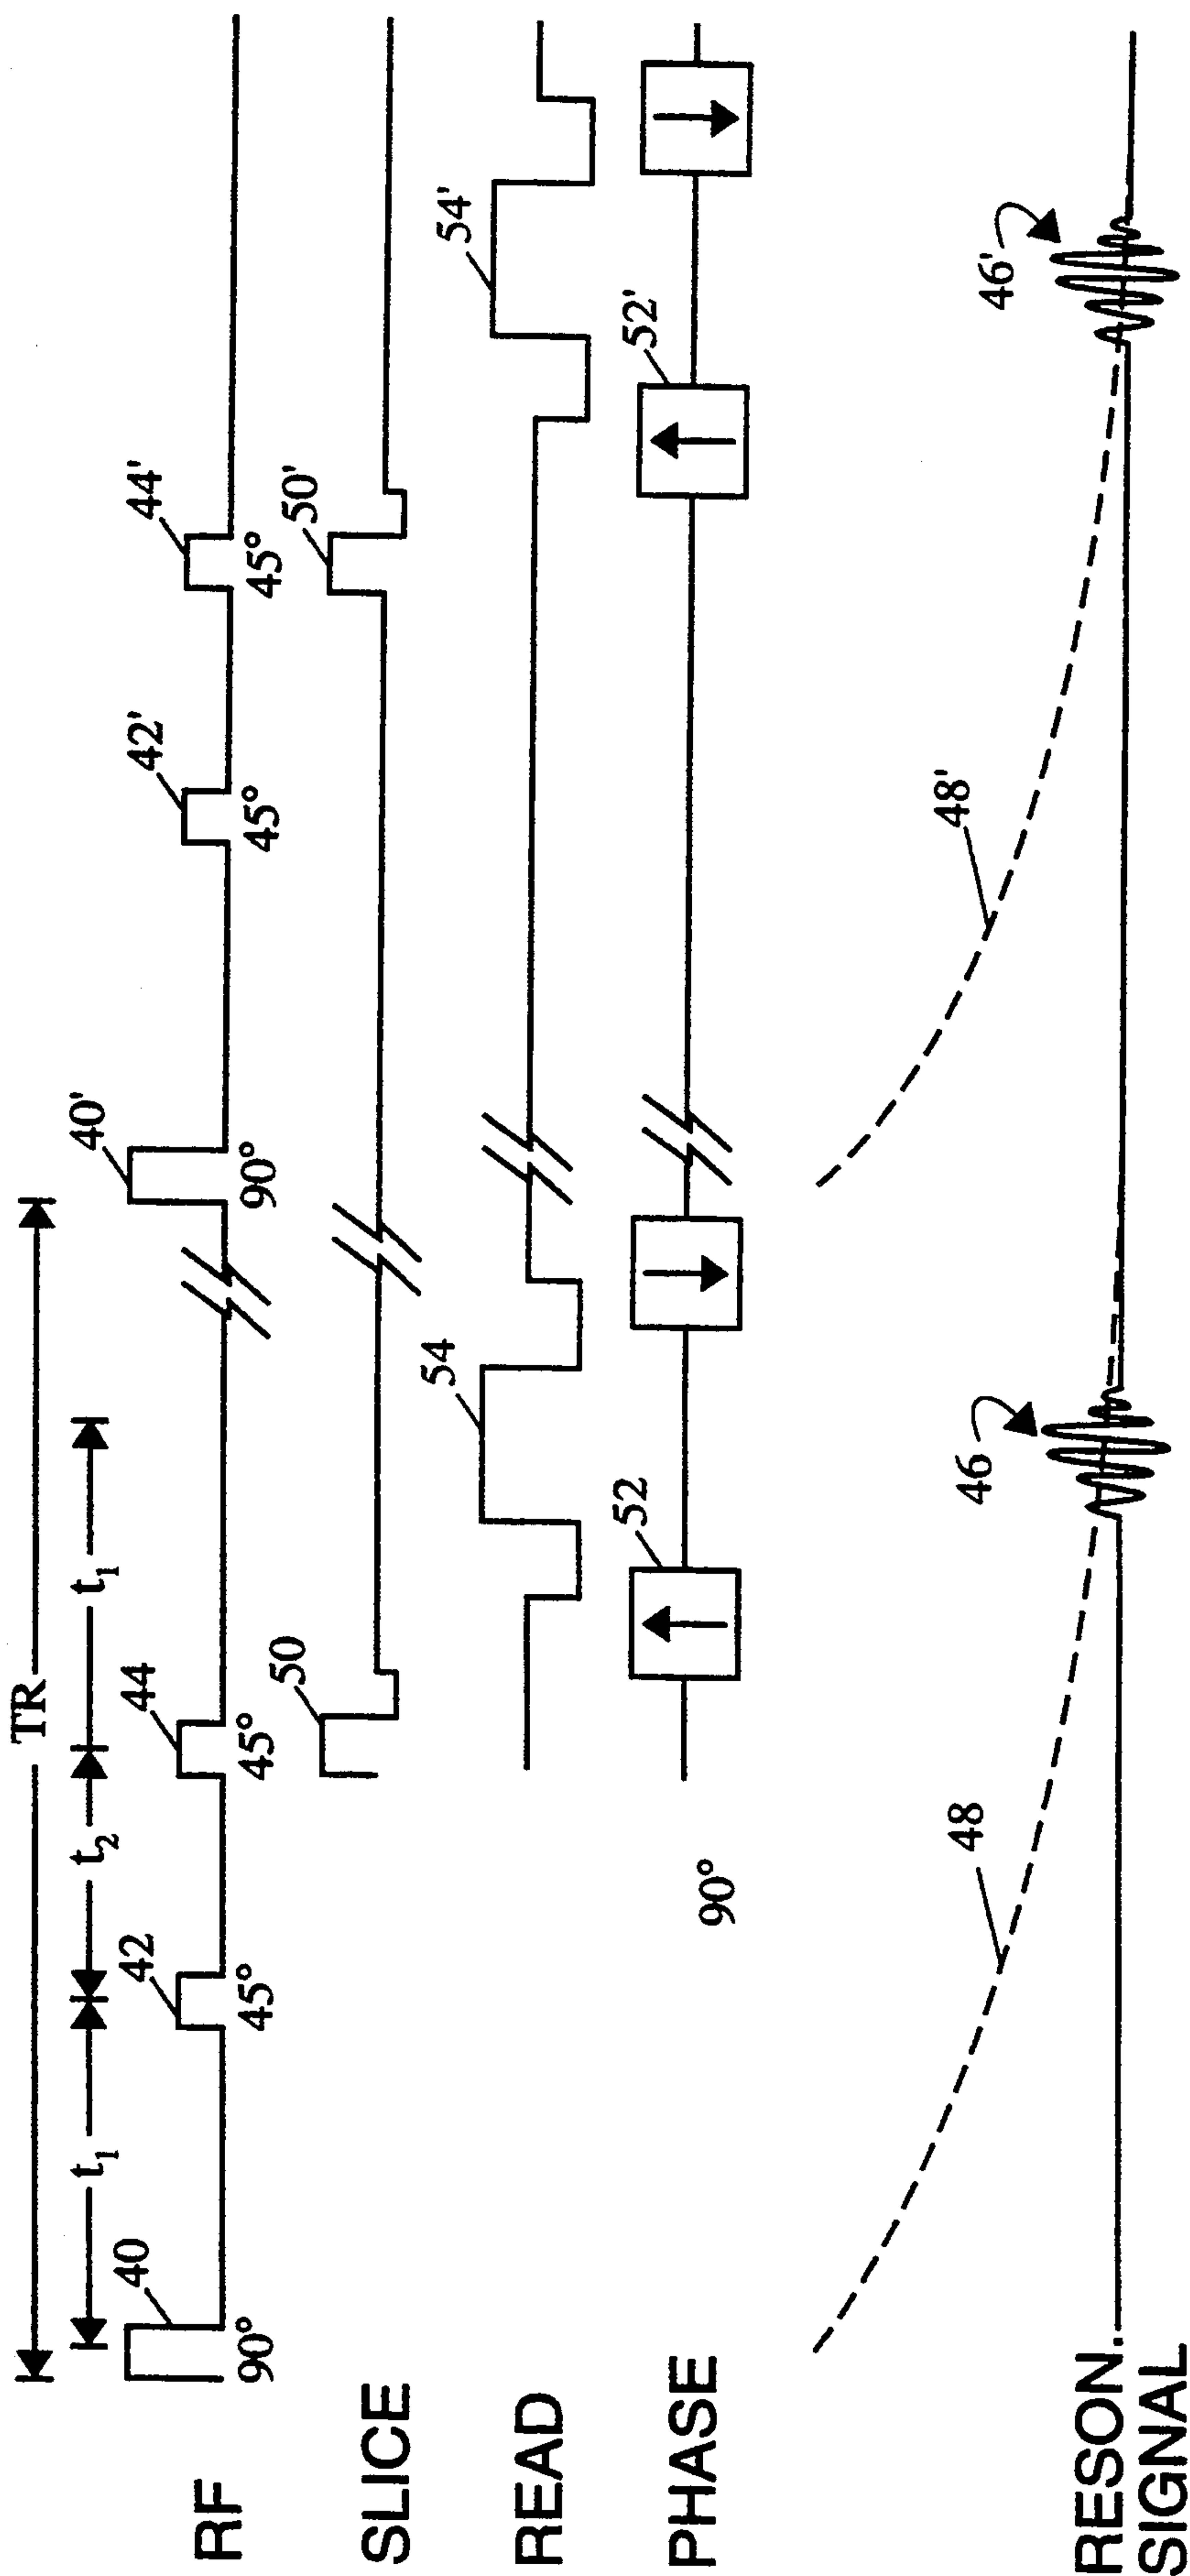 TR
t1 t2 t1
RF 40 42 44 40' 42' 44'
90° 45° 45° 90° 45° 45°
SLICE 50 50'
READ 54 54'
PHASE 52 52'
90°
48 46 48' 46'
RESON.
SIGNAL